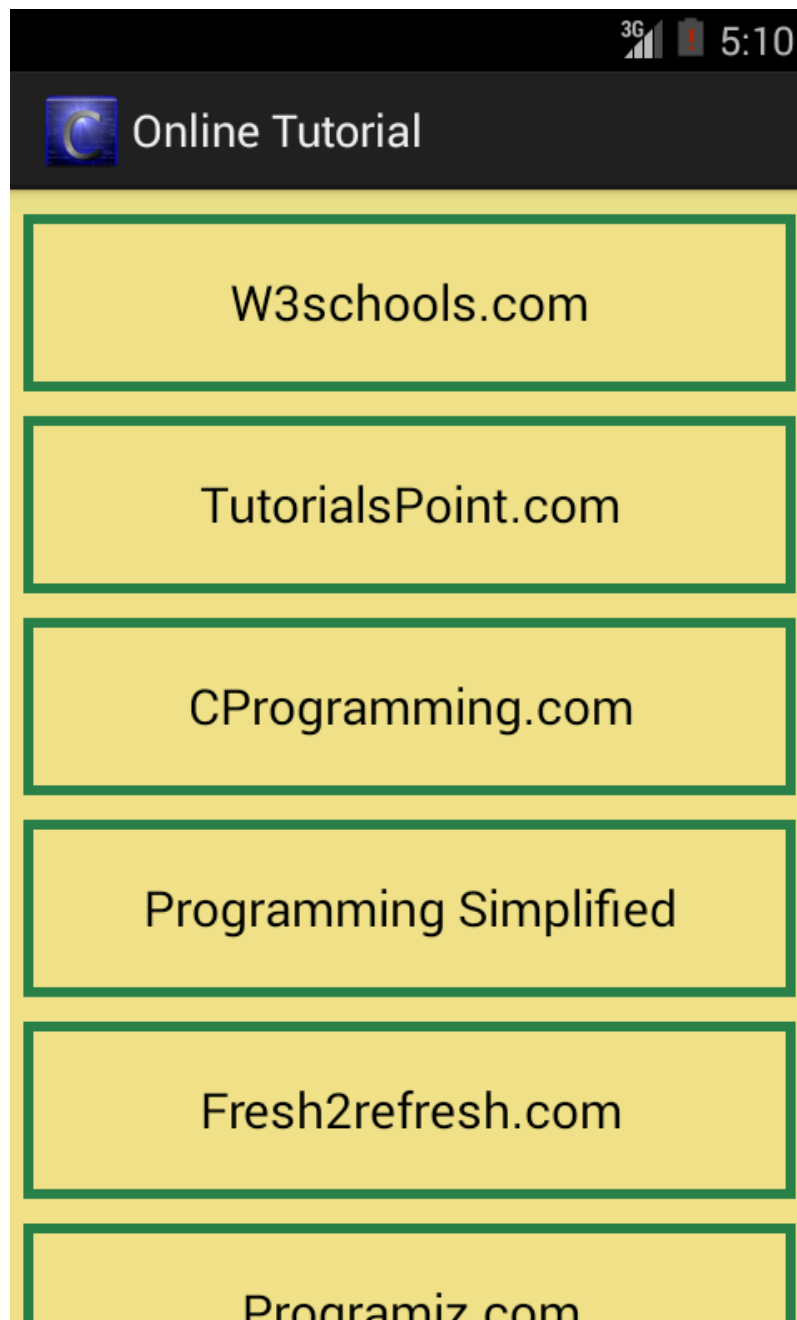 3G 5:10
C Online Tutorial
W3schools.com
TutorialsPoint.com
CProgramming.com
Programming Simplified
Fresh2refresh.com
Programiz.com